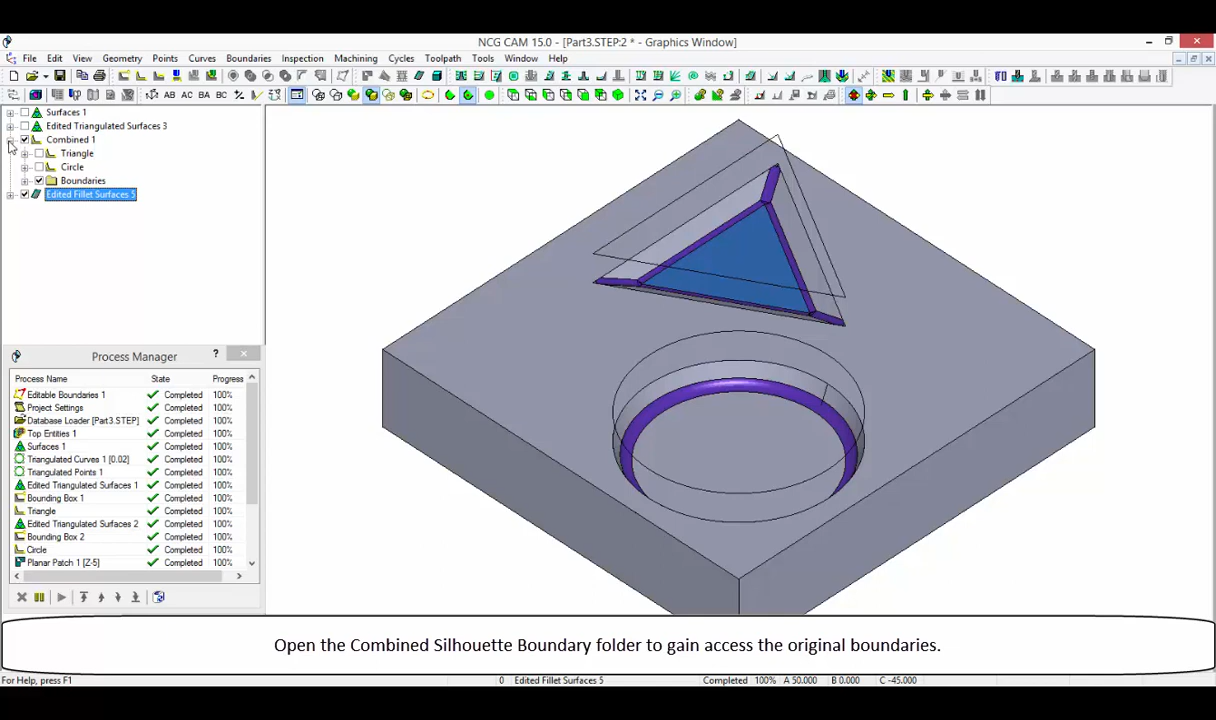 NCG CAM 15.0 - [Part3.STEP:2 * - Graphics Window]
File Edit View Geometry Points Curves Boundaries Inspection Machining Cycles Toolpath Tools Window Help
AB AC BA BC
Surfaces 1
Edited Triangulated Surfaces 3
Combined 1
Triangle
Circle
Boundaries
Edited Fillet Surfaces 5
Process Manager ?
Process Name State Progress
Editable Boundaries 1 Completed 100%
Project Settings Completed 100%
Database Loader [Part3.STEP] Completed 100%
Top Entities 1 Completed 100%
Surfaces 1 Completed 100%
Triangulated Curves 1 [0.02] Completed 100%
Triangulated Points 1 Completed 100%
Edited Triangulated Surfaces 1 Completed 100%
Bounding Box 1 Completed 100%
Triangle Completed 100%
Edited Triangulated Surfaces 2 Completed 100%
Bounding Box 2 Completed 100%
Circle Completed 100%
Planar Patch 1 [Z-5] Completed 100%
Open the Combined Silhouette Boundary folder to gain access the original boundaries.
For Help, press F1 0 Edited Fillet Surfaces 5 Completed 100% A 50.000 B 0.000 C -45.000